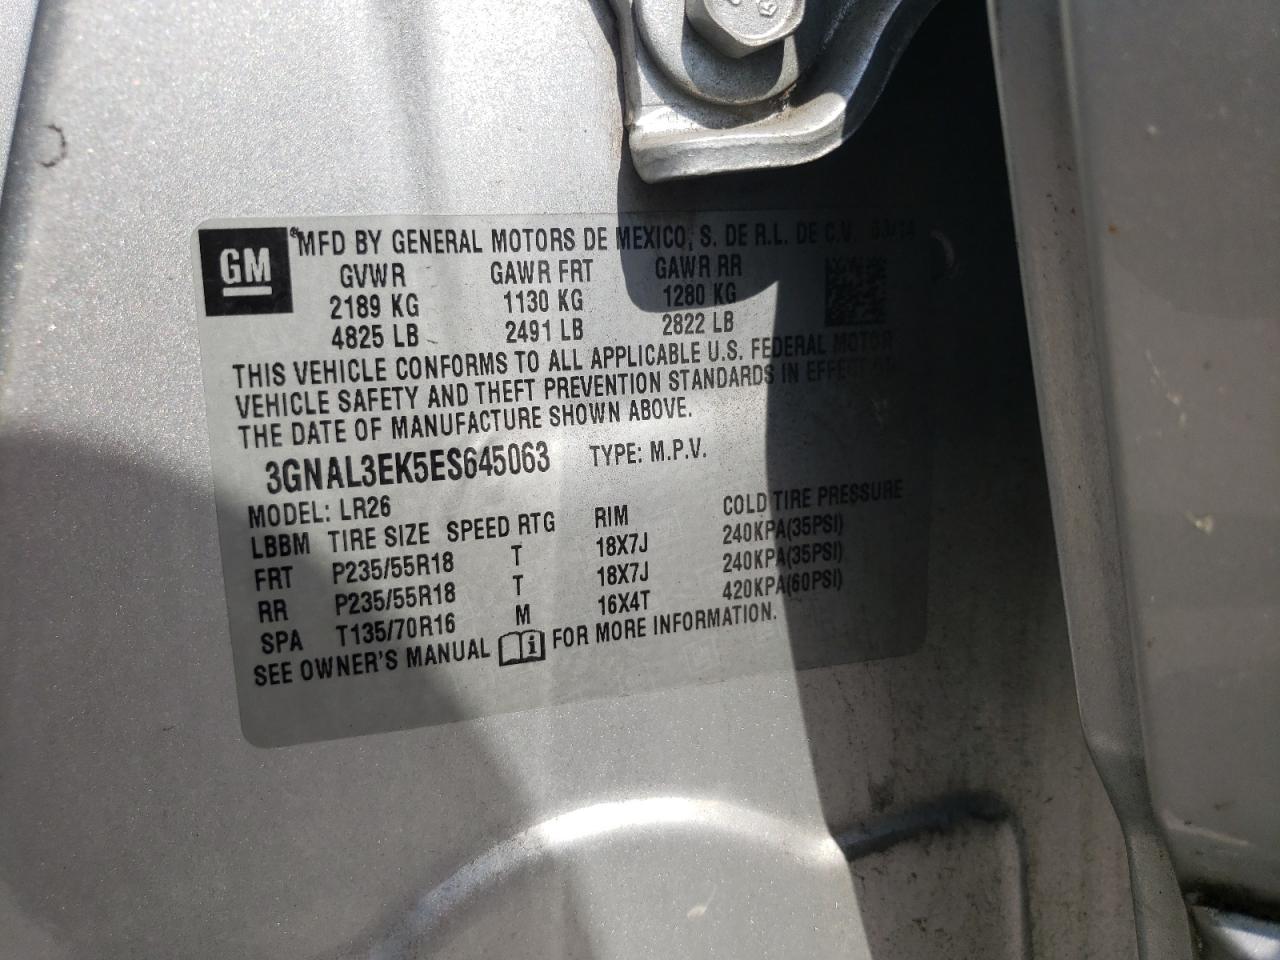 GM
® MFD BY GENERAL MOTORS DE MEXICO, S. DE R.L. DE C.V. 03/14
GVWR GAWR FRT GAWR RR
2189 KG 1130 KG 1280 KG
4825 LB 2491 LB 2822 LB
THIS VEHICLE CONFORMS TO ALL APPLICABLE U.S. FEDERAL MOTOR
VEHICLE SAFETY AND THEFT PREVENTION STANDARDS IN EFFECT ON
THE DATE OF MANUFACTURE SHOWN ABOVE.
3GNAL3EK5ES645063 TYPE: M.P.V.
MODEL: LR26
LBBM TIRE SIZE SPEED RTG RIM COLD TIRE PRESSURE
FRT P235/55R18 T 18X7J 240KPA(35PSI)
RR P235/55R18 T 18X7J 240KPA(35PSI)
SPA T135/70R16 M 16X4T 420KPA(60PSI)
SEE OWNER'S MANUAL i FOR MORE INFORMATION.